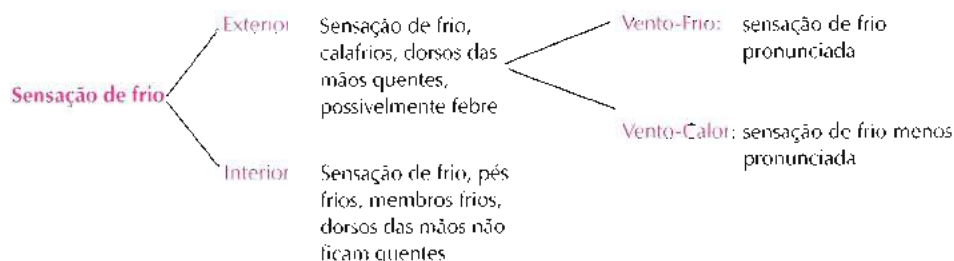 Sensação de frio
Exterior
Sensação de frio,
calafrios, dorsos das
mãos quentes,
possivelmente febre
Vento-Frio: sensação de frio
pronunciada
Vento-Calor: sensação de frio menos
pronunciada
Interior
Sensação de frio, pés
frios, membros frios,
dorsos das mãos não
ficam quentes